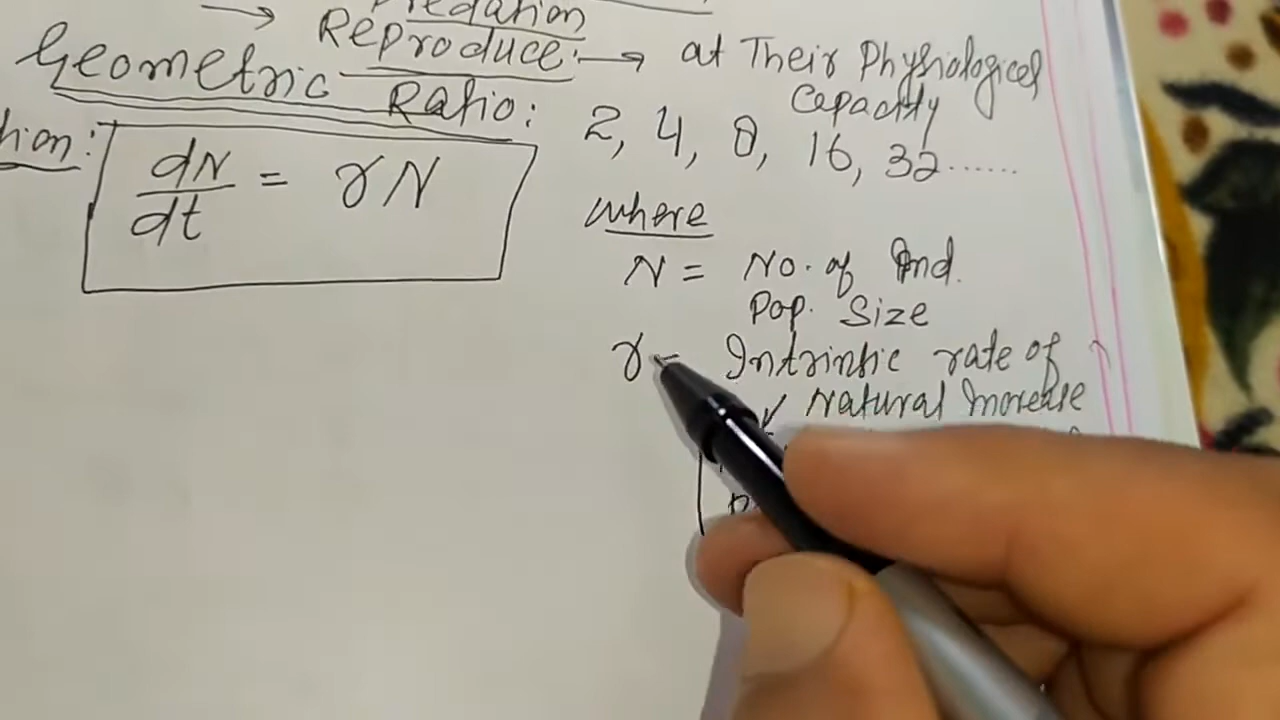 → Predation
Reproduce: → at Their Physiological
Capacity
Geometric Ratio: 2, 4, 8, 16, 32......
tion:
dN/dt = rN
where
N = No. of Ind.
Pop. Size
r = Intrinsic rate of
Natural Increase